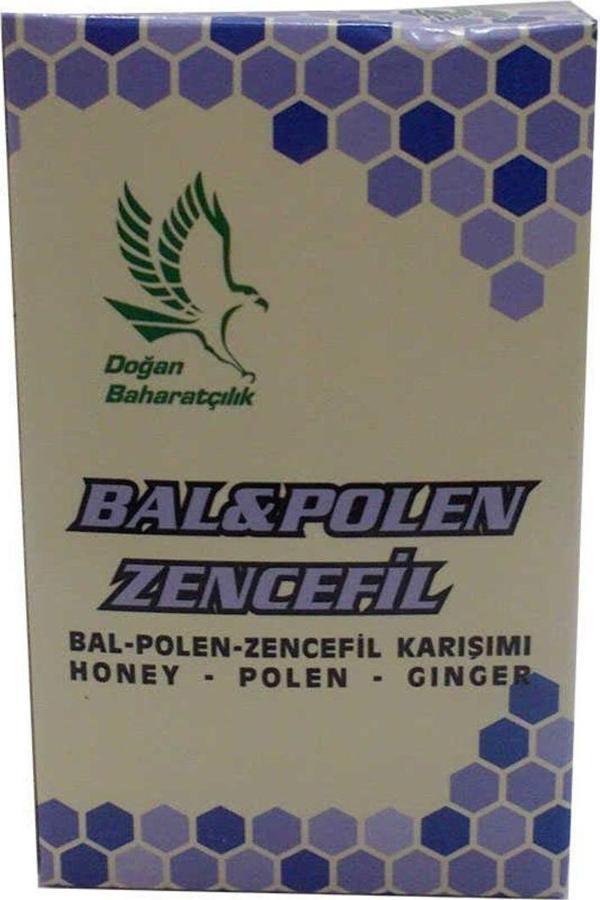 Doğan
Baharatçılık
BAL&POLEN
ZENCEFİL
BAL-POLEN-ZENCEFİL KARIŞIMI
HONEY - POLEN - GINGER